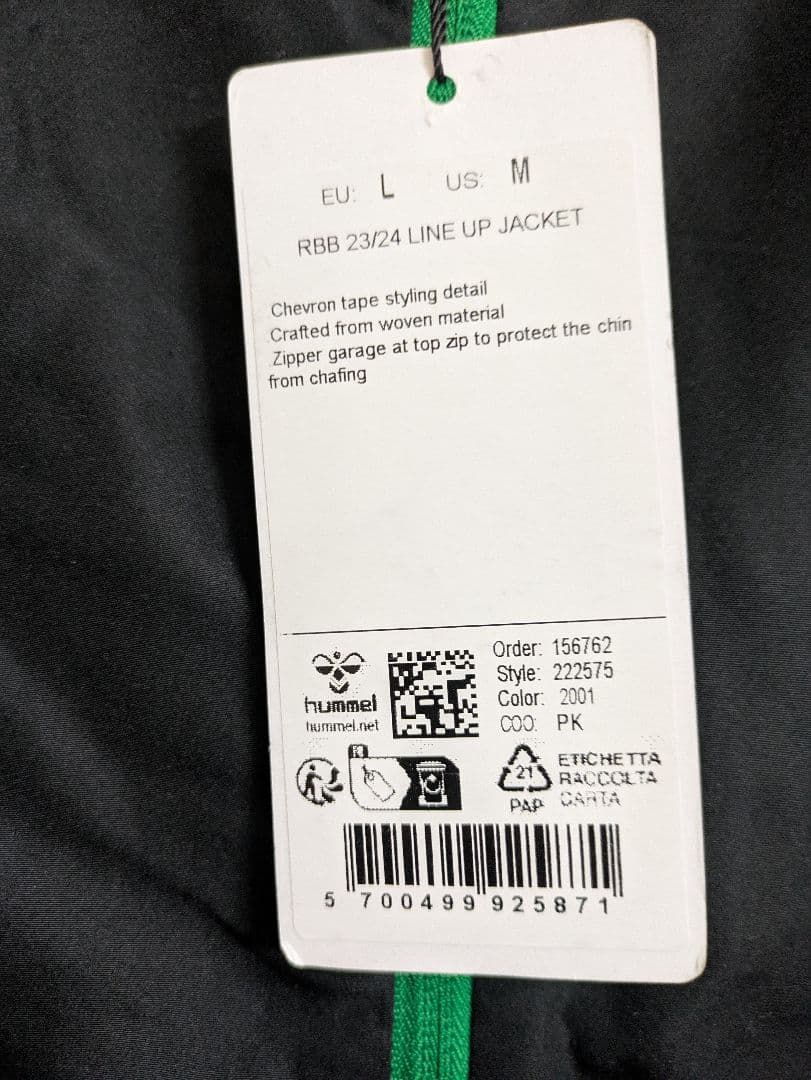 EU: L US: M
RBB 23/24 LINE UP JACKET
Chevron tape styling detail
Crafted from woven material
Zipper garage at top zip to protect the chin
from chafing
hummel
hummel.net
Order: 156762
Style: 222575
Color: 2001
COO: PK
FR
21
PAP
ETICHETTA
RACCOLTA
CARTA
5 700499 925871